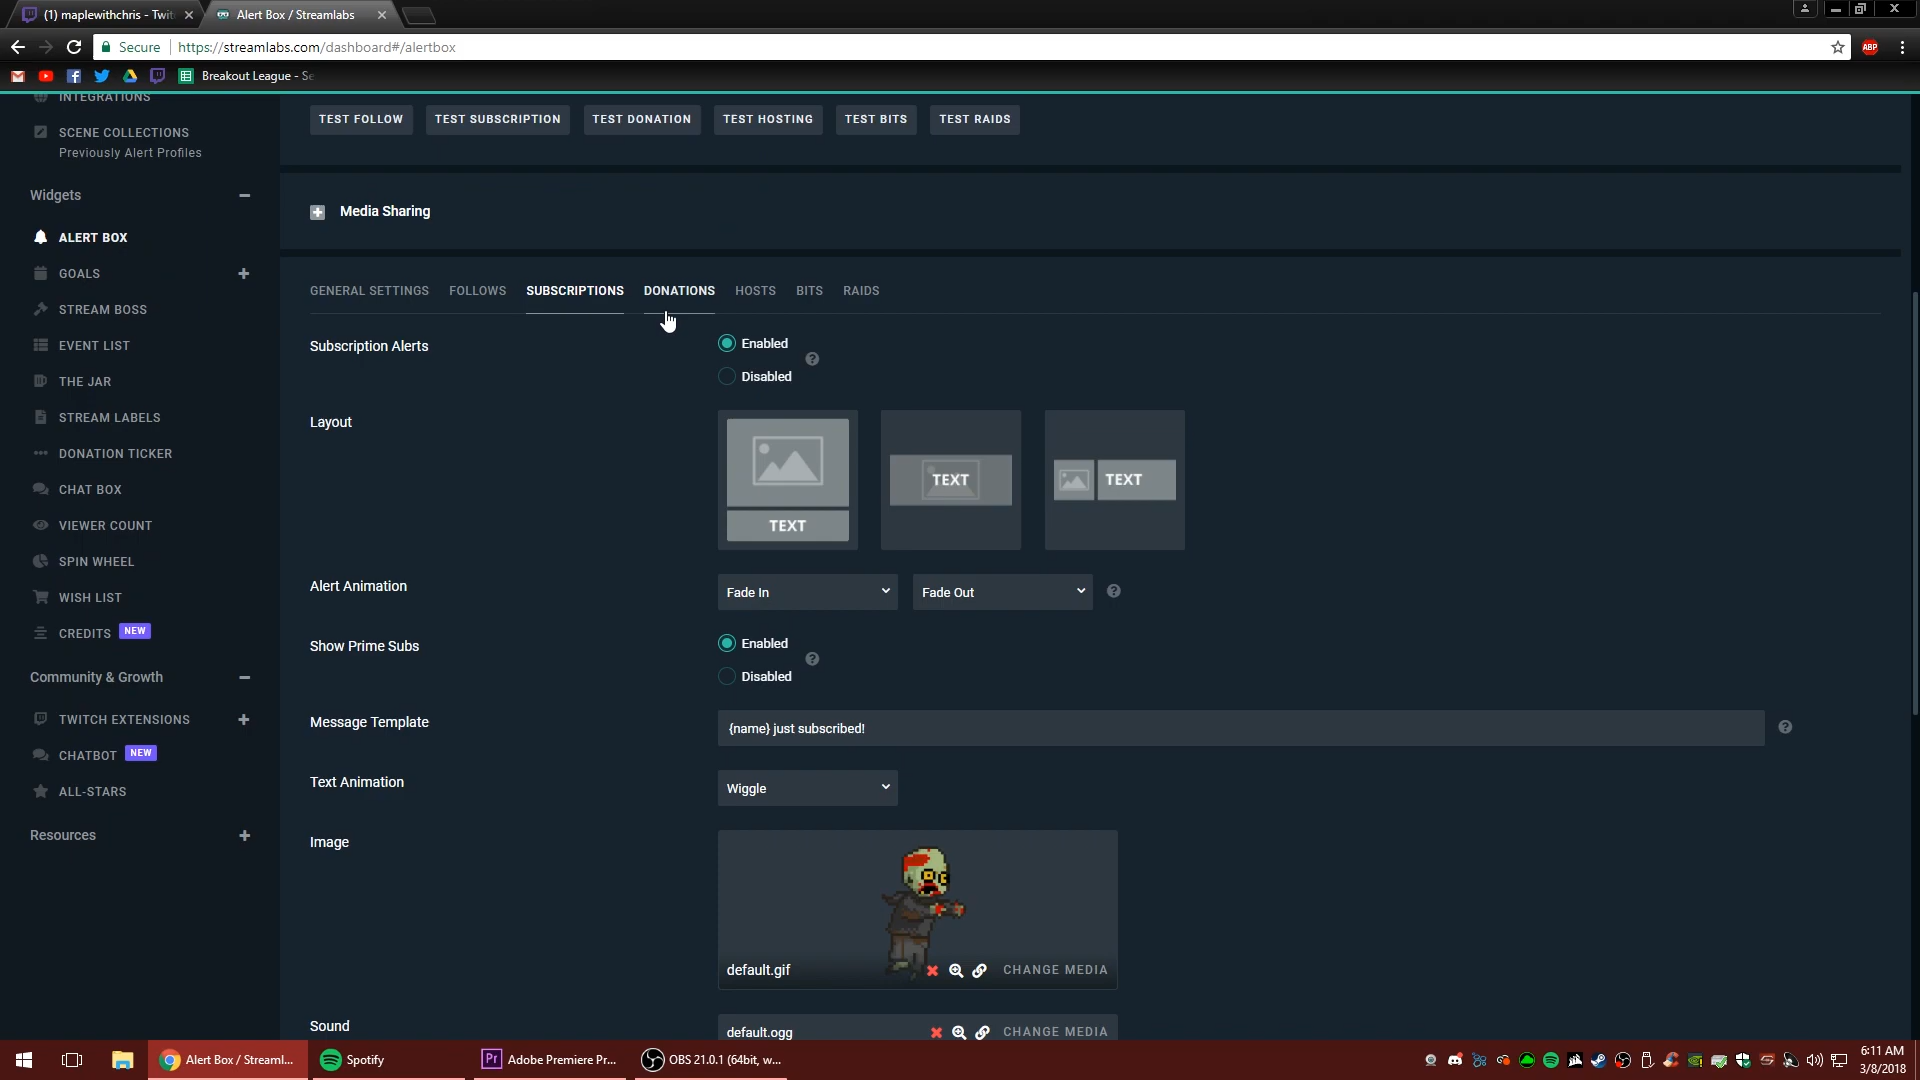 (1) maplewithchris - Twit
Alert Box / Streamlabs
Secure
https://streamlabs.com/dashboard#/alertbox
ABP
Breakout League - Se
INTEGRATIONS
SCENE COLLECTIONS
Previously Alert Profiles
Widgets
ALERT BOX
GOALS
STREAM BOSS
EVENT LIST
THE JAR
STREAM LABELS
DONATION TICKER
CHAT BOX
VIEWER COUNT
SPIN WHEEL
WISH LIST
CREDITS NEW
Community & Growth
TWITCH EXTENSIONS
CHATBOT NEW
ALL-STARS
Resources
TEST FOLLOW TEST SUBSCRIPTION TEST DONATION TEST HOSTING TEST BITS TEST RAIDS
Media Sharing
GENERAL SETTINGS FOLLOWS SUBSCRIPTIONS DONATIONS HOSTS BITS RAIDS
Subscription Alerts
Enabled
Disabled
Layout
TEXT
TEXT
TEXT
Alert Animation
Fade In
Fade Out
Show Prime Subs
Enabled
Disabled
Message Template
{name} just subscribed!
Text Animation
Wiggle
Image
default.gif
CHANGE MEDIA
Sound
default.ogg
CHANGE MEDIA
Alert Box / Streaml...
Spotify
Pr
Adobe Premiere Pr...
OBS 21.0.1 (64bit, w...
6:11 AM
3/8/2018